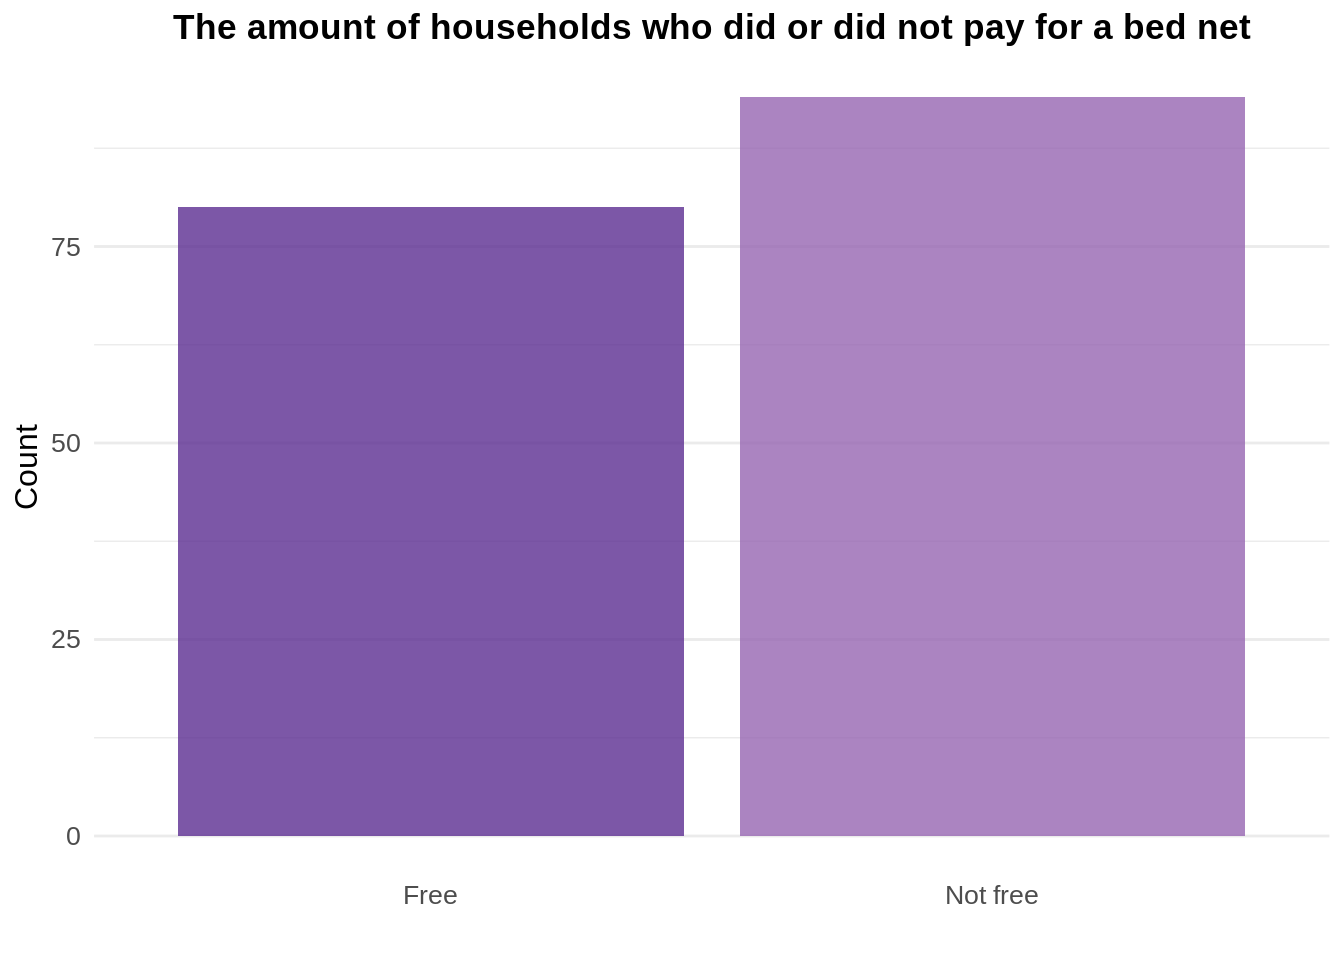 The amount of households who did or did not pay for a bed net
Count
75
50
25
0
Free
Not free